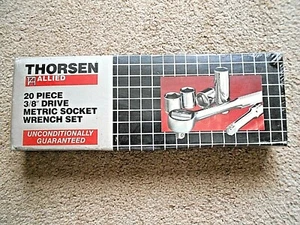 THORSEN
ALLIED
20 PIECE
3/8" DRIVE
METRIC SOCKET
WRENCH SET
UNCONDITIONALLY
GUARANTEED